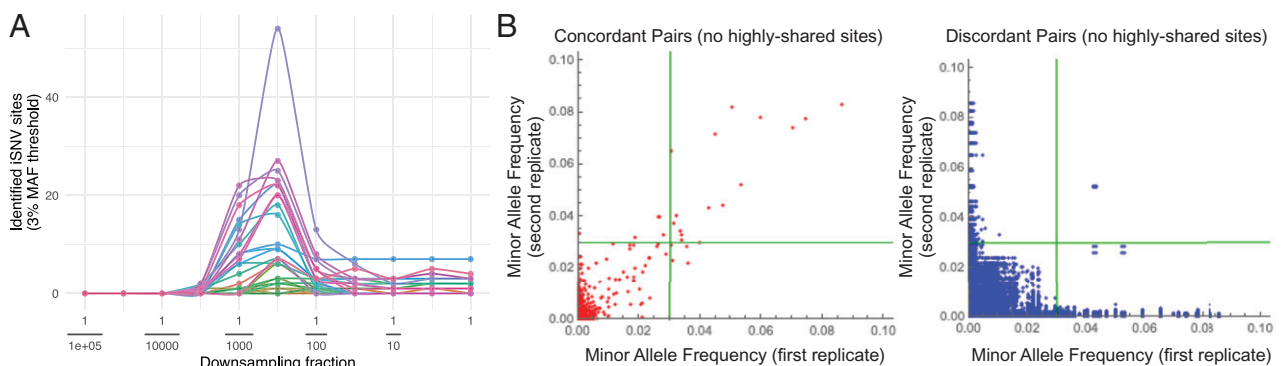 A
Identified iSNV sites
(3% MAF threshold)
40
20
0
1
1e+05
1
10000
1
1000
1
100
1
10
1
Downsampling fraction
B
Concordant Pairs (no highly-shared sites)
Minor Allele Frequency
(second replicate)
0.10
0.08
0.06
0.04
0.02
0.00
0.00
0.02
0.04
0.06
0.08
0.10
Minor Allele Frequency (first replicate)
Discordant Pairs (no highly-shared sites)
Minor Allele Frequency
(second replicate)
0.10
0.08
0.06
0.04
0.02
0.00
0.00
0.02
0.04
0.06
0.08
0.10
Minor Allele Frequency (first replicate)